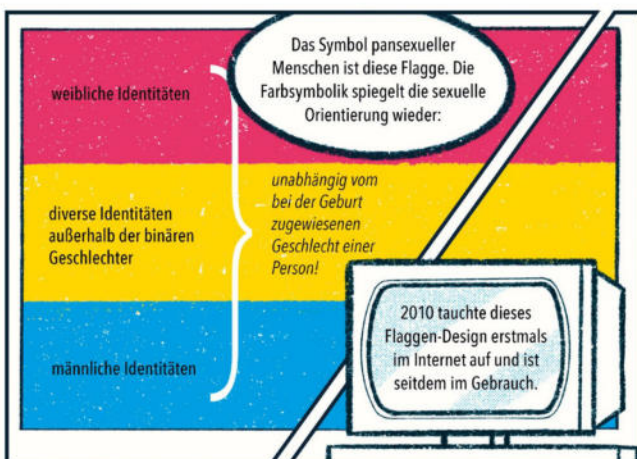 Das Symbol pansexueller
Menschen ist diese Flagge. Die
Farbsymbolik spiegelt die sexuelle
Orientierung wieder:
weibliche Identitäten
diverse Identitäten
außerhalb der binären
Geschlechter
männliche Identitäten
unabhängig vom
bei der Geburt
zugewiesenen
Geschlecht einer
Person!
2010 tauchte dieses
Flaggen-Design erstmals
im Internet auf und ist
seitdem im Gebrauch.